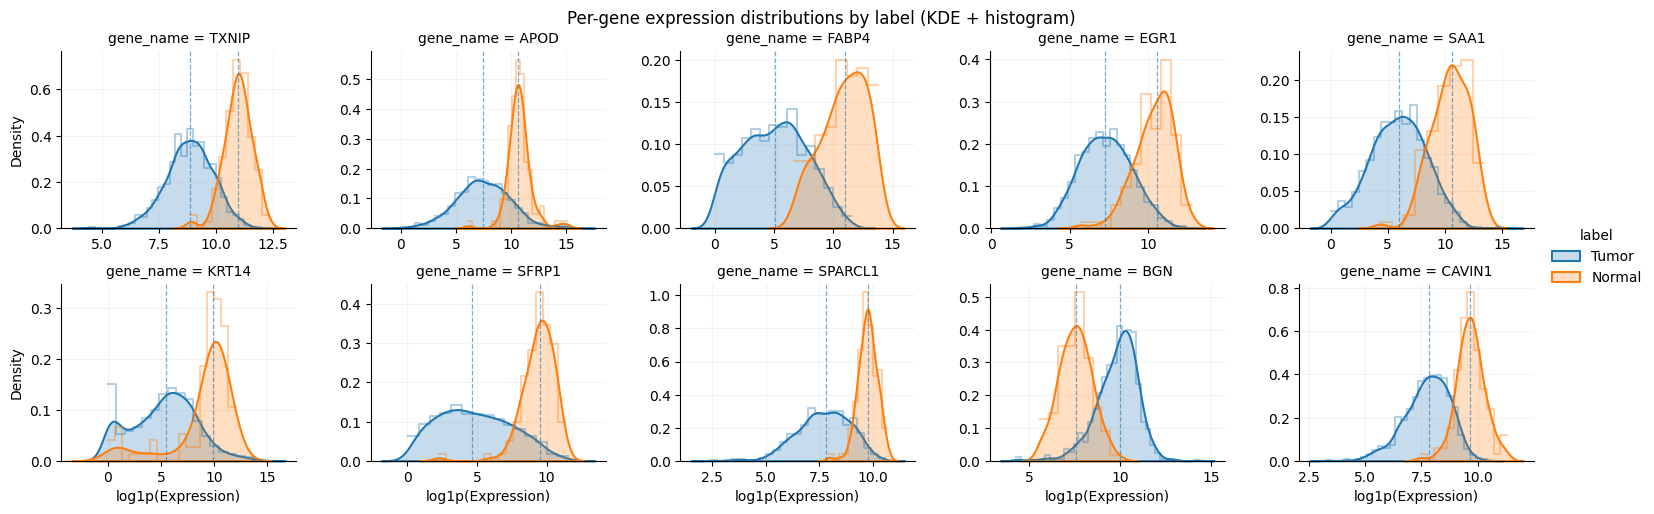 Per-gene expression distributions by label (KDE + histogram)
gene_name = TXNIP
gene_name = APOD
gene_name = FABP4
gene_name = EGR1
gene_name = SAA1
Density
0.6
0.4
0.2
0.0
5.0 7.5 10.0 12.5
0.5
0.4
0.3
0.2
0.1
0.0
0 5 10 15
0.20
0.15
0.10
0.05
0.00
0 5 10 15
0.4
0.3
0.2
0.1
0.0
0 5 10
0.20
0.15
0.10
0.05
0.00
0 5 10 15
label
Tumor
Normal
gene_name = KRT14
gene_name = SFRP1
gene_name = SPARCL1
gene_name = BGN
gene_name = CAVIN1
Density
0.3
0.2
0.1
0.0
0 5 10 15
log1p(Expression)
0.4
0.3
0.2
0.1
0.0
0 5 10
log1p(Expression)
1.0
0.8
0.6
0.4
0.2
0.0
2.5 5.0 7.5 10.0
log1p(Expression)
0.5
0.4
0.3
0.2
0.1
0.0
5 10 15
log1p(Expression)
0.8
0.6
0.4
0.2
0.0
2.5 5.0 7.5 10.0
log1p(Expression)